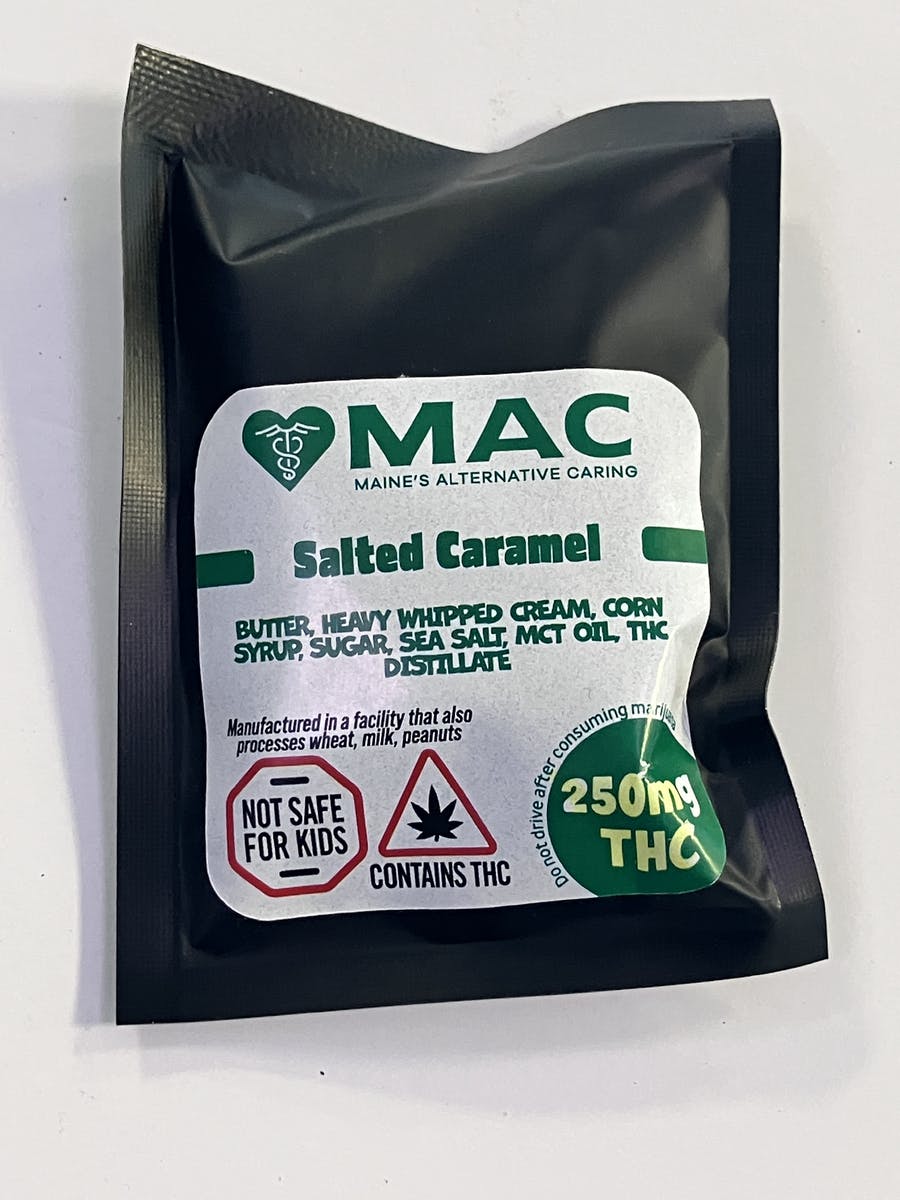 MAC
MAINE'S ALTERNATIVE CARING
Salted Caramel
BUTTER, HEAVY WHIPPED CREAM, CORN
SYRUP, SUGAR, SEA SALT, MCT OIL, THC
DISTILLATE
Manufactured in a facility that also
processes wheat, milk, peanuts
NOT SAFE
FOR KIDS
CONTAINS THC
Do not drive after consuming marijuana
250mg
THC